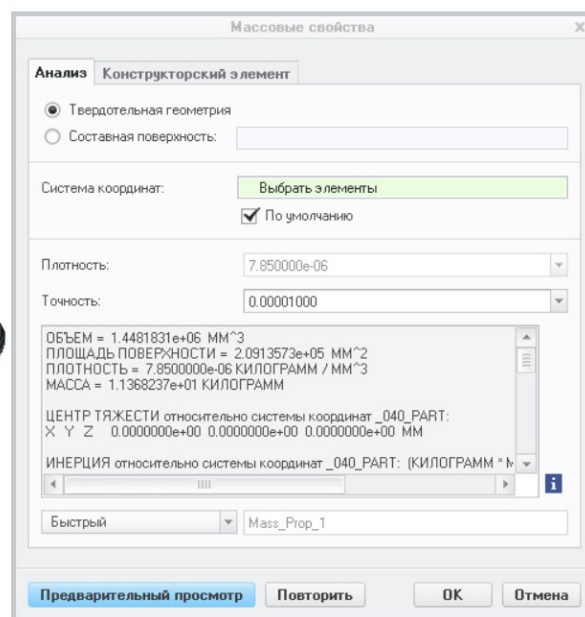 Массовые свойства
Анализ Конструкторский элемент
Твердотельная геометрия
Составная поверхность:
Система координат: Выбрать элементы
По умолчанию
Плотность: 7.850000e-06
Точность: 0.00001000
ОБЪЕМ = 1.4481831e+06 ММ^3
ПЛОЩАДЬ ПОВЕРХНОСТИ = 2.0913573e+05 ММ^2
ПЛОТНОСТЬ = 7.8500000e-06 КИЛОГРАММ / ММ^3
МАССА = 1.1368237e+01 КИЛОГРАММ
ЦЕНТР ТЯЖЕСТИ относительно системы координат _040_PART:
X Y Z 0.0000000e+00 0.0000000e+00 0.0000000e+00 ММ
ИНЕРЦИЯ относительно системы координат _040_PART: (КИЛОГРАММ *
Быстрый Mass_Prop_1
Предварительный просмотр Повторить OK Отмена